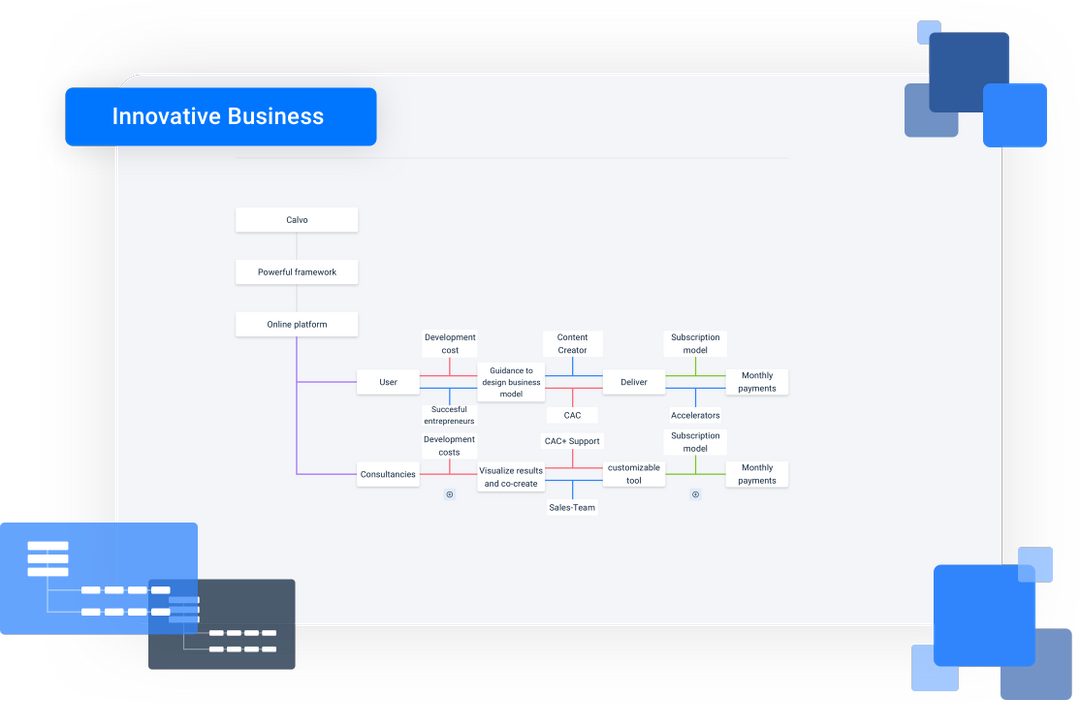 Innovative Business
Calvo
Powerful framework
Online platform
Development
cost
Content
Creator
Subscription
model
User
Guidance to
design business
model
Deliver
Monthly
payments
Succesful
entrepreneurs
CAC
Accelerators
Development
costs
CAC+ Support
Subscription
model
Consultancies
Visualize results
and co-create
customizable
tool
Monthly
payments
Sales-Team